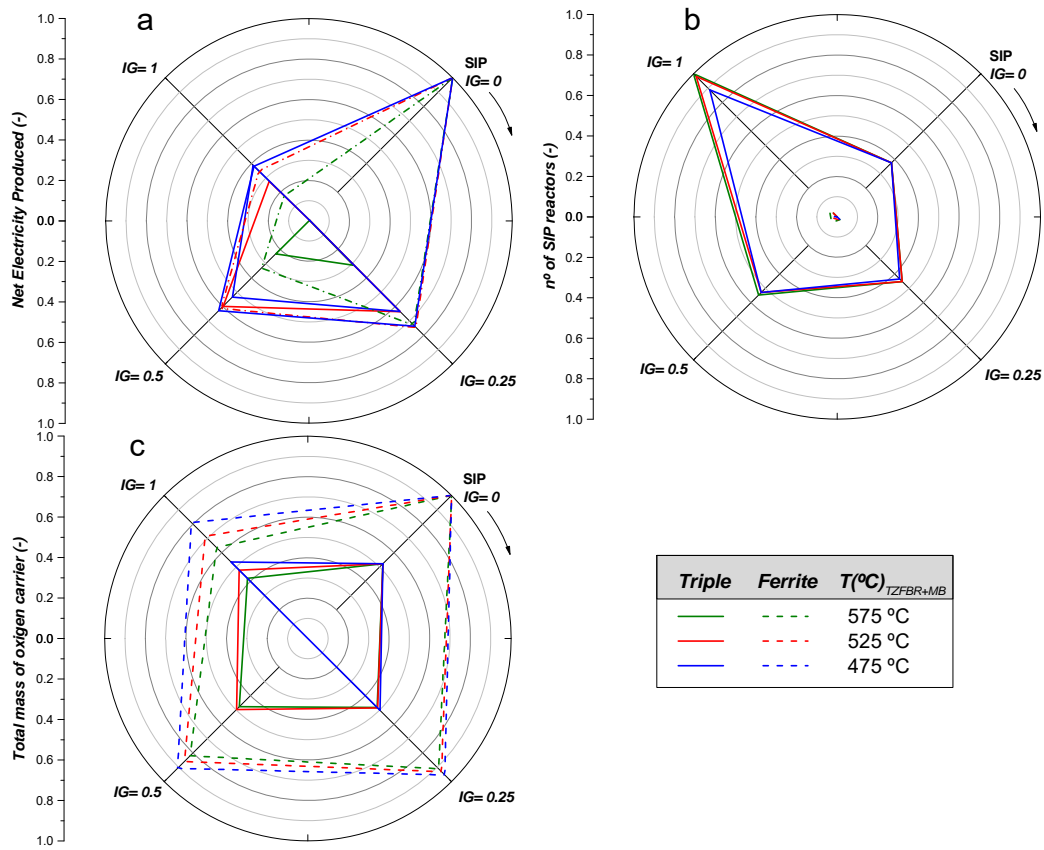 a
1.0
0.8
0.6
0.4
0.2
0.0
0.2
0.4
0.6
0.8
1.0
Net Electricity Produced (-)
IG= 1
SIP
IG= 0
IG= 0.5
IG= 0.25
b
1.0
0.8
0.6
0.4
0.2
0.0
0.2
0.4
0.6
0.8
1.0
nº of SIP reactors (-)
IG= 1
SIP
IG= 0
IG= 0.5
IG= 0.25
c
1.0
0.8
0.6
0.4
0.2
0.0
0.2
0.4
0.6
0.8
1.0
Total mass of oxigen carrier (-)
IG= 1
SIP
IG= 0
IG= 0.5
IG= 0.25
Triple Ferrite T(ºC)TZFBR+MB
575 ºC
525 ºC
475 ºC